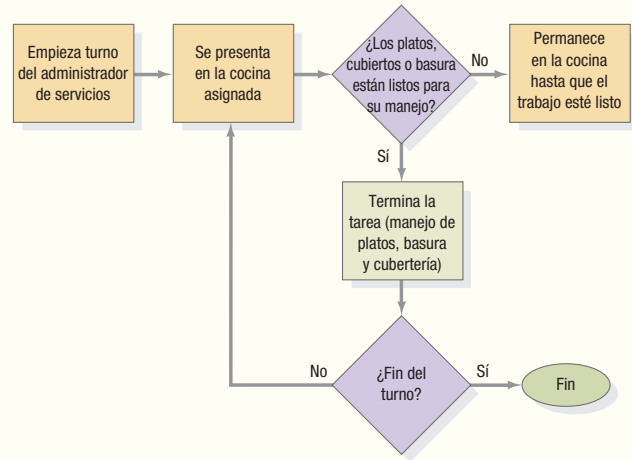 Empieza turno
del administrador
de servicios
Se presenta
en la cocina
asignada
¿Los platos,
cubiertos o basura
están listos para
su manejo?
No
Permanece
en la cocina
hasta que el
trabajo esté listo
Sí
Termina la
tarea (manejo de
platos, basura
y cubertería)
No
¿Fin del
turno?
Sí
Fin